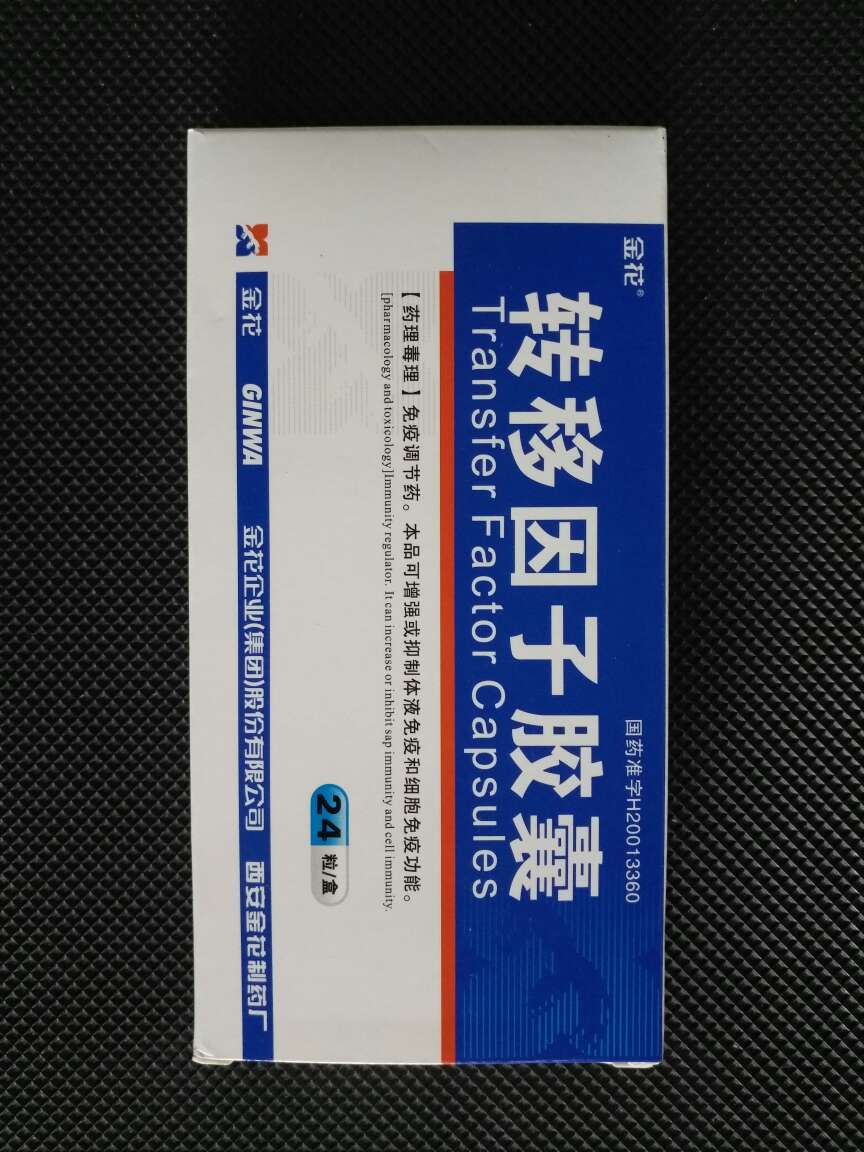 金花®
国药准字H20013360
转移因子胶囊
Transfer Factor Capsules
【药理毒理】免疫调节药。本品可增强或抑制体液免疫和细胞免疫功能。
[pharmacology and toxicology]Immunity regulator. It can increase or inhibit sap immunity and cell immunity.
24粒/盒
金花 GINWA 金花企业(集团)股份有限公司 西安金花制药厂